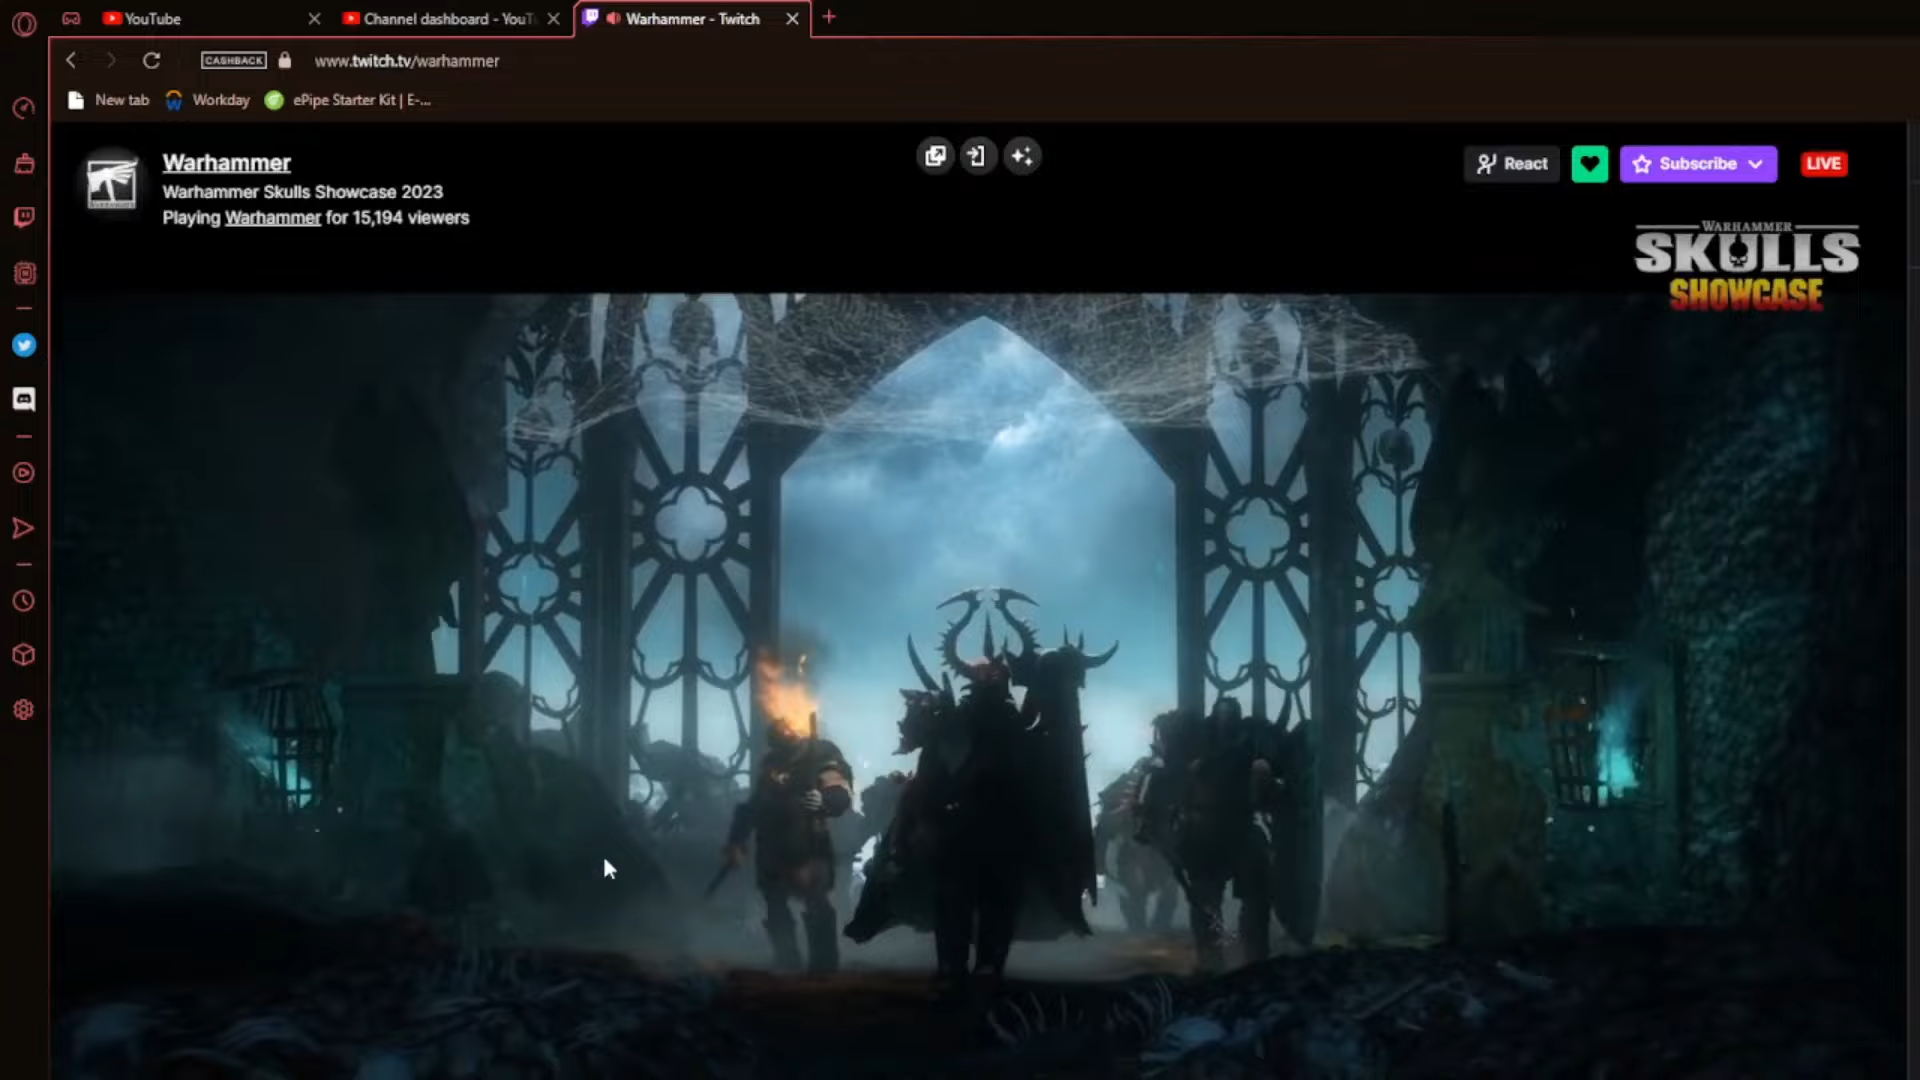 YouTube
Channel dashboard - YouT
Warhammer - Twitch
CASHBACK
www.twitch.tv/warhammer
New tab
Workday
ePipe Starter Kit | E-...
Warhammer
Warhammer Skulls Showcase 2023
Playing Warhammer for 15,194 viewers
React
Subscribe
LIVE
WARHAMMER
SKULLS
SHOWCASE